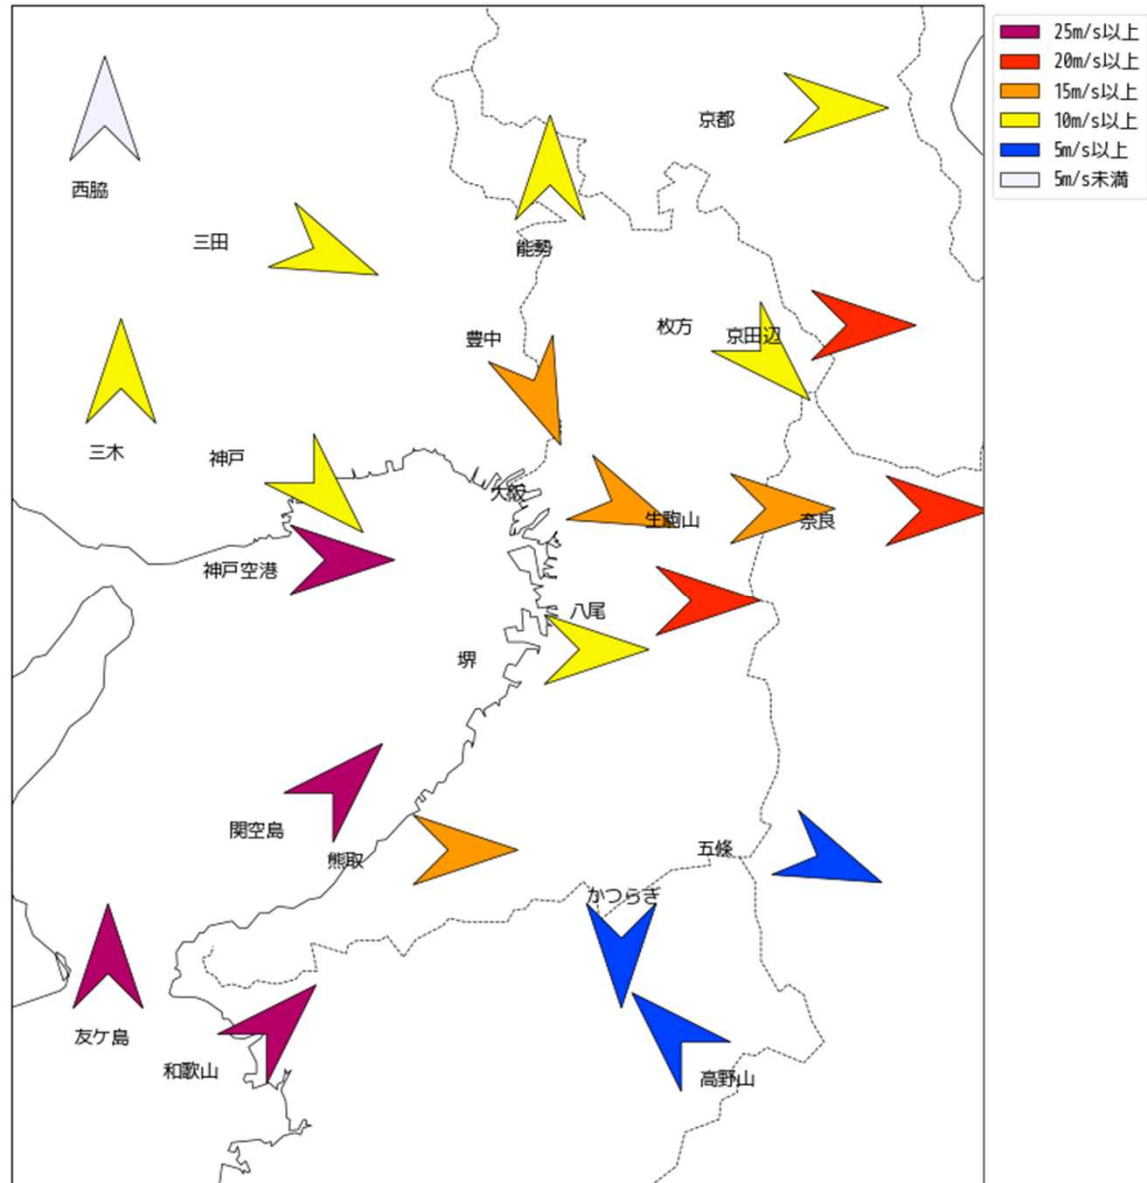 25m/s以上
20m/s以上
15m/s以上
10m/s以上
5m/s以上
5m/s未満
京都
西脇
三田
能勢
枚方
京田辺
豊中
三木
神戸
大阪
生駒山
奈良
神戸空港
八尾
堺
関空島
五條
熊取
かつらぎ
友ケ島
和歌山
高野山